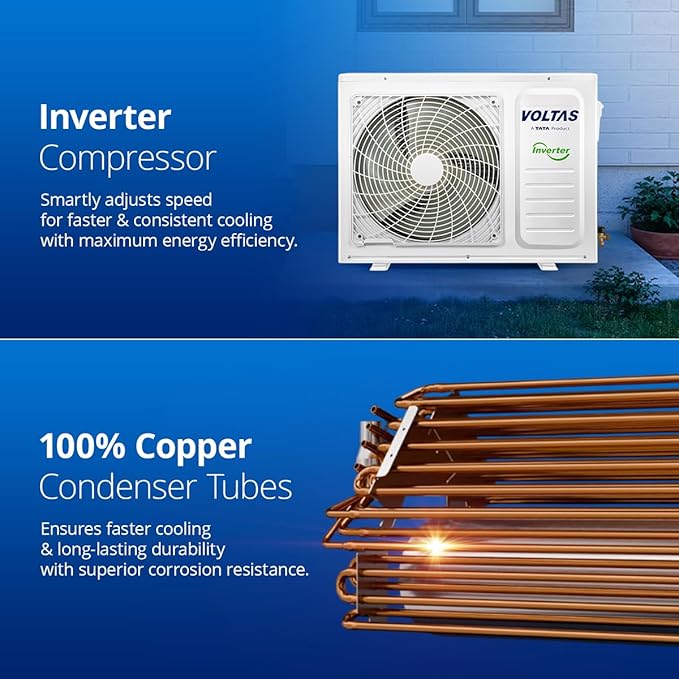 Inverter
Compressor
Smartly adjusts speed
for faster & consistent cooling
with maximum energy efficiency.
VOLTAS
A TATA Product
Inverter
100% Copper
Condenser Tubes
Ensures faster cooling
& long-lasting durability
with superior corrosion resistance.